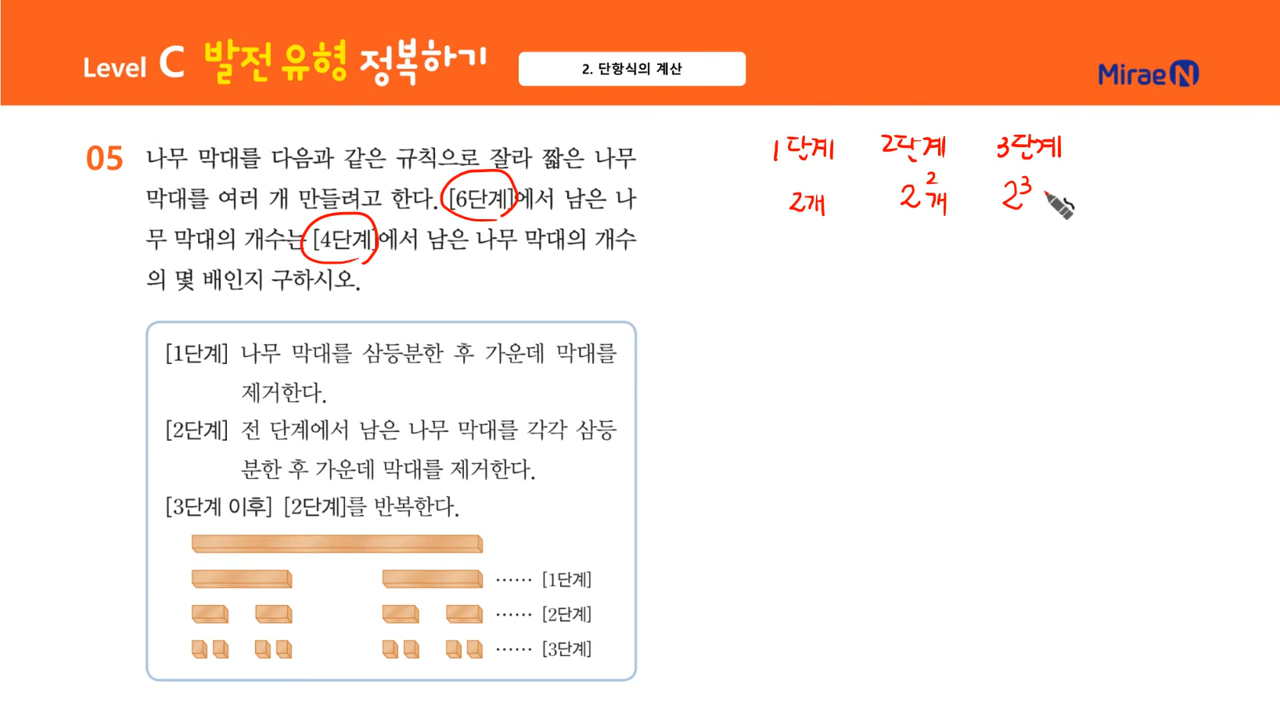 Level C 발전 유형 정복하기
2. 단항식의 계산
Mirae N
05 나무 막대를 다음과 같은 규칙으로 잘라 짧은 나무
막대를 여러 개 만들려고 한다. [6단계]에서 남은 나
무 막대의 개수는 [4단계]에서 남은 나무 막대의 개수
의 몇 배인지 구하시오.
1단계 2단계 3단계
2개 2²개 2³
[1단계] 나무 막대를 삼등분한 후 가운데 막대를
제거한다.
[2단계] 전 단계에서 남은 나무 막대를 각각 삼등
분한 후 가운데 막대를 제거한다.
[3단계 이후] [2단계]를 반복한다.
…… [1단계]
…… [2단계]
…… [3단계]